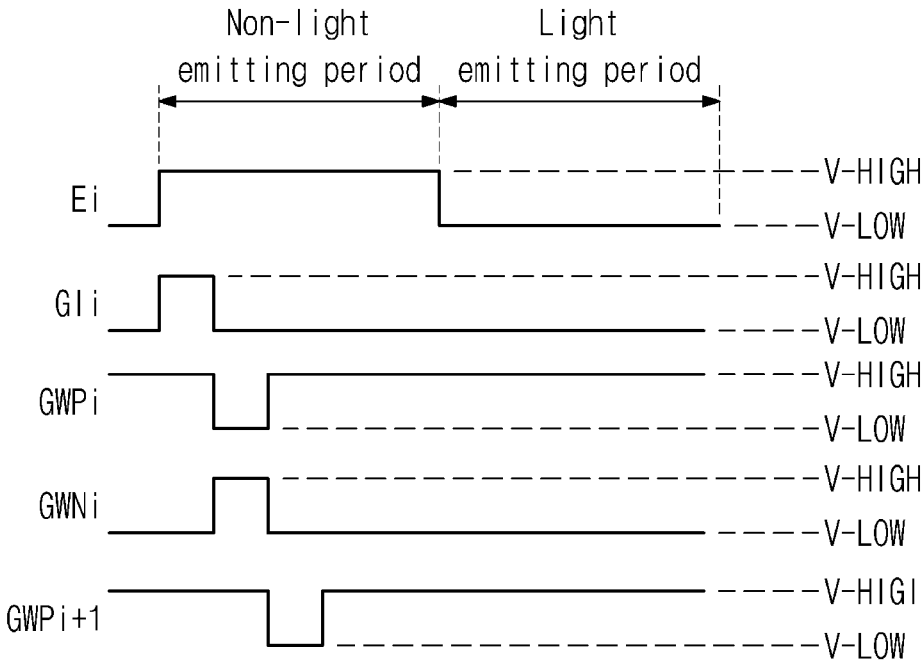 Non-light
emitting period
Light
emitting period
Ei
V-HIGH
V-LOW
GIi
V-HIGH
V-LOW
GWPi
V-HIGH
V-LOW
GWNi
V-HIGH
V-LOW
GWPi+1
V-HIGI
V-LOW